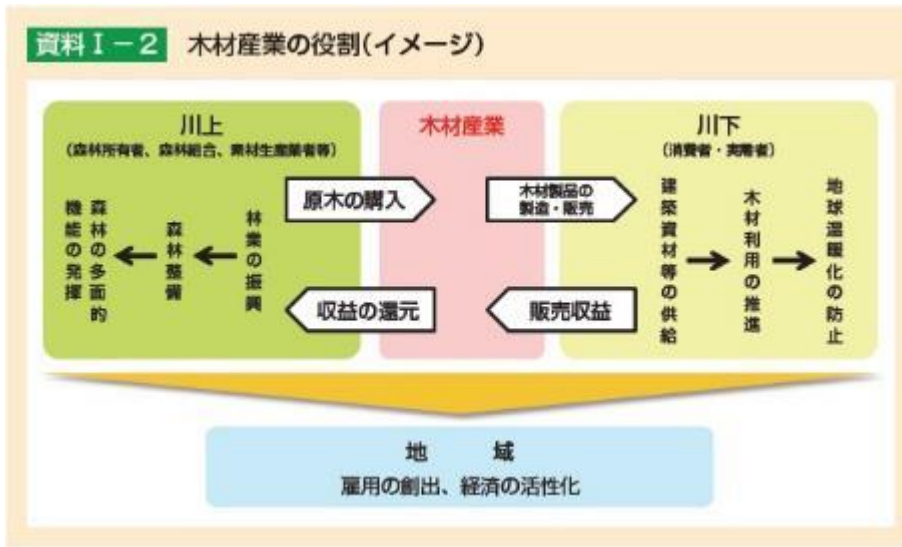 資料Ⅰ－2 木材産業の役割(イメージ)
川上
(森林所有者、森林組合、素材生産業者等)
林業の振興
森林整備
森林の多面的
機能の発揮
木材産業
原木の購入
収益の還元
木材製品の
製造・販売
販売収益
川下
(消費者・実需者)
建築資材等の供給
木材利用の推進
地球温暖化の防止
地 域
雇用の創出、経済の活性化